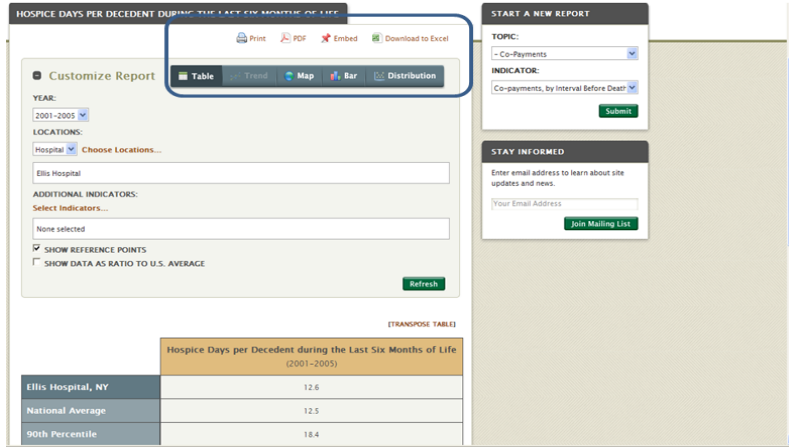 HOSPICE DAYS PER DECEDENT DURING THE LAST SIX MONTHS OF LIFE
Print PDF Embed Download to Excel
Customize Report Table Trend Map Bar Distribution
YEAR:
2001-2005
LOCATIONS:
Hospital Choose Locations...
Ellis Hospital
ADDITIONAL INDICATORS:
Select Indicators...
None selected
SHOW REFERENCE POINTS
SHOW DATA AS RATIO TO U.S. AVERAGE
Refresh
[TRANSPOSE TABLE]
Hospice Days per Decedent during the Last Six Months of Life
(2001-2005)
Ellis Hospital, NY 12.6
National Average 12.5
90th Percentile 18.4
START A NEW REPORT
TOPIC:
- Co-Payments
INDICATOR:
Co-payments, by Interval Before Death
Submit
STAY INFORMED
Enter email address to learn about site
updates and news.
Your Email Address
Join Mailing List